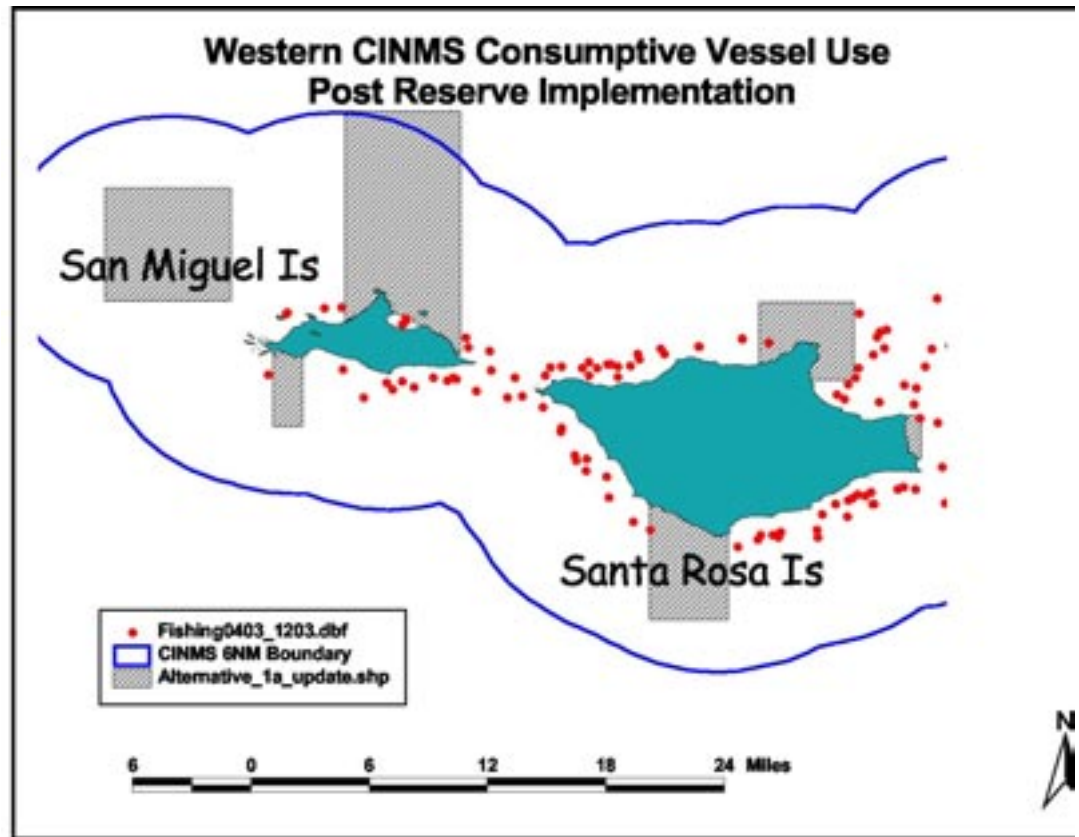 Western CINMS Consumptive Vessel Use
Post Reserve Implementation
San Miguel Is
Santa Rosa Is
Fishing0403_1203.dbf
CINMS 6NM Boundary
Alternative_1a_update.shp
6 0 6 12 18 24 Miles
N